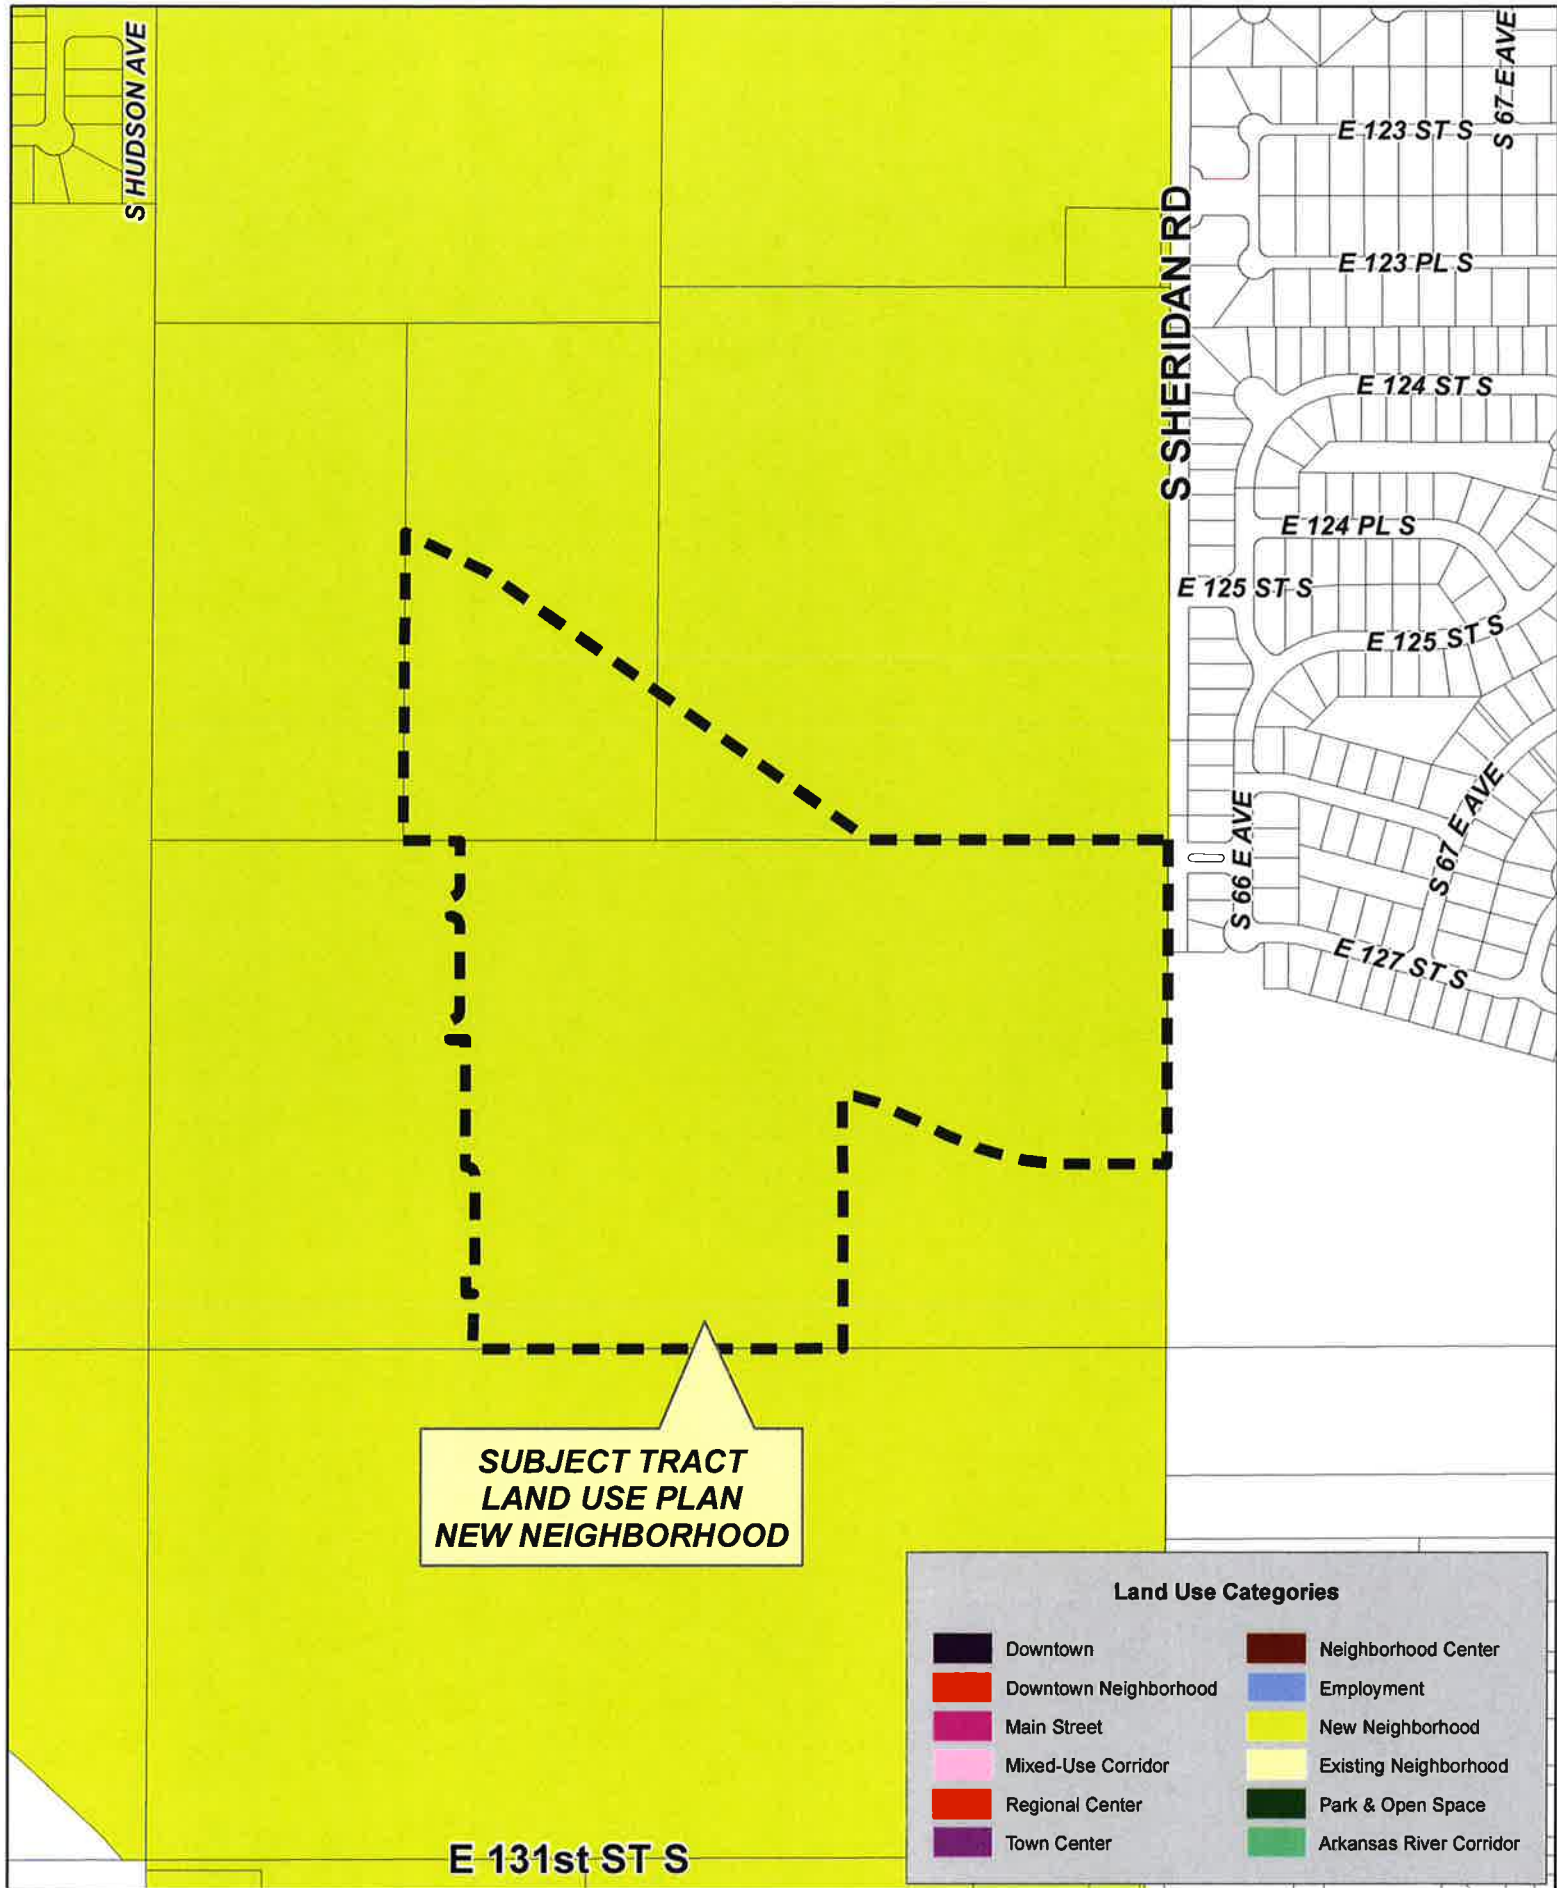 S HUDSON AVE
S 67 E AVE
E 123 ST S
E 123 PL S
S SHERIDAN RD
E 124 ST S
E 124 PL S
E 125 ST S
E 125 ST S
S 67 E AVE
S 66 E AVE
E 127 ST S
SUBJECT TRACT
LAND USE PLAN
NEW NEIGHBORHOOD
Land Use Categories
Downtown
Downtown Neighborhood
Main Street
Mixed-Use Corridor
Regional Center
Town Center
Neighborhood Center
Employment
New Neighborhood
Existing Neighborhood
Park & Open Space
Arkansas River Corridor
E 131st ST S